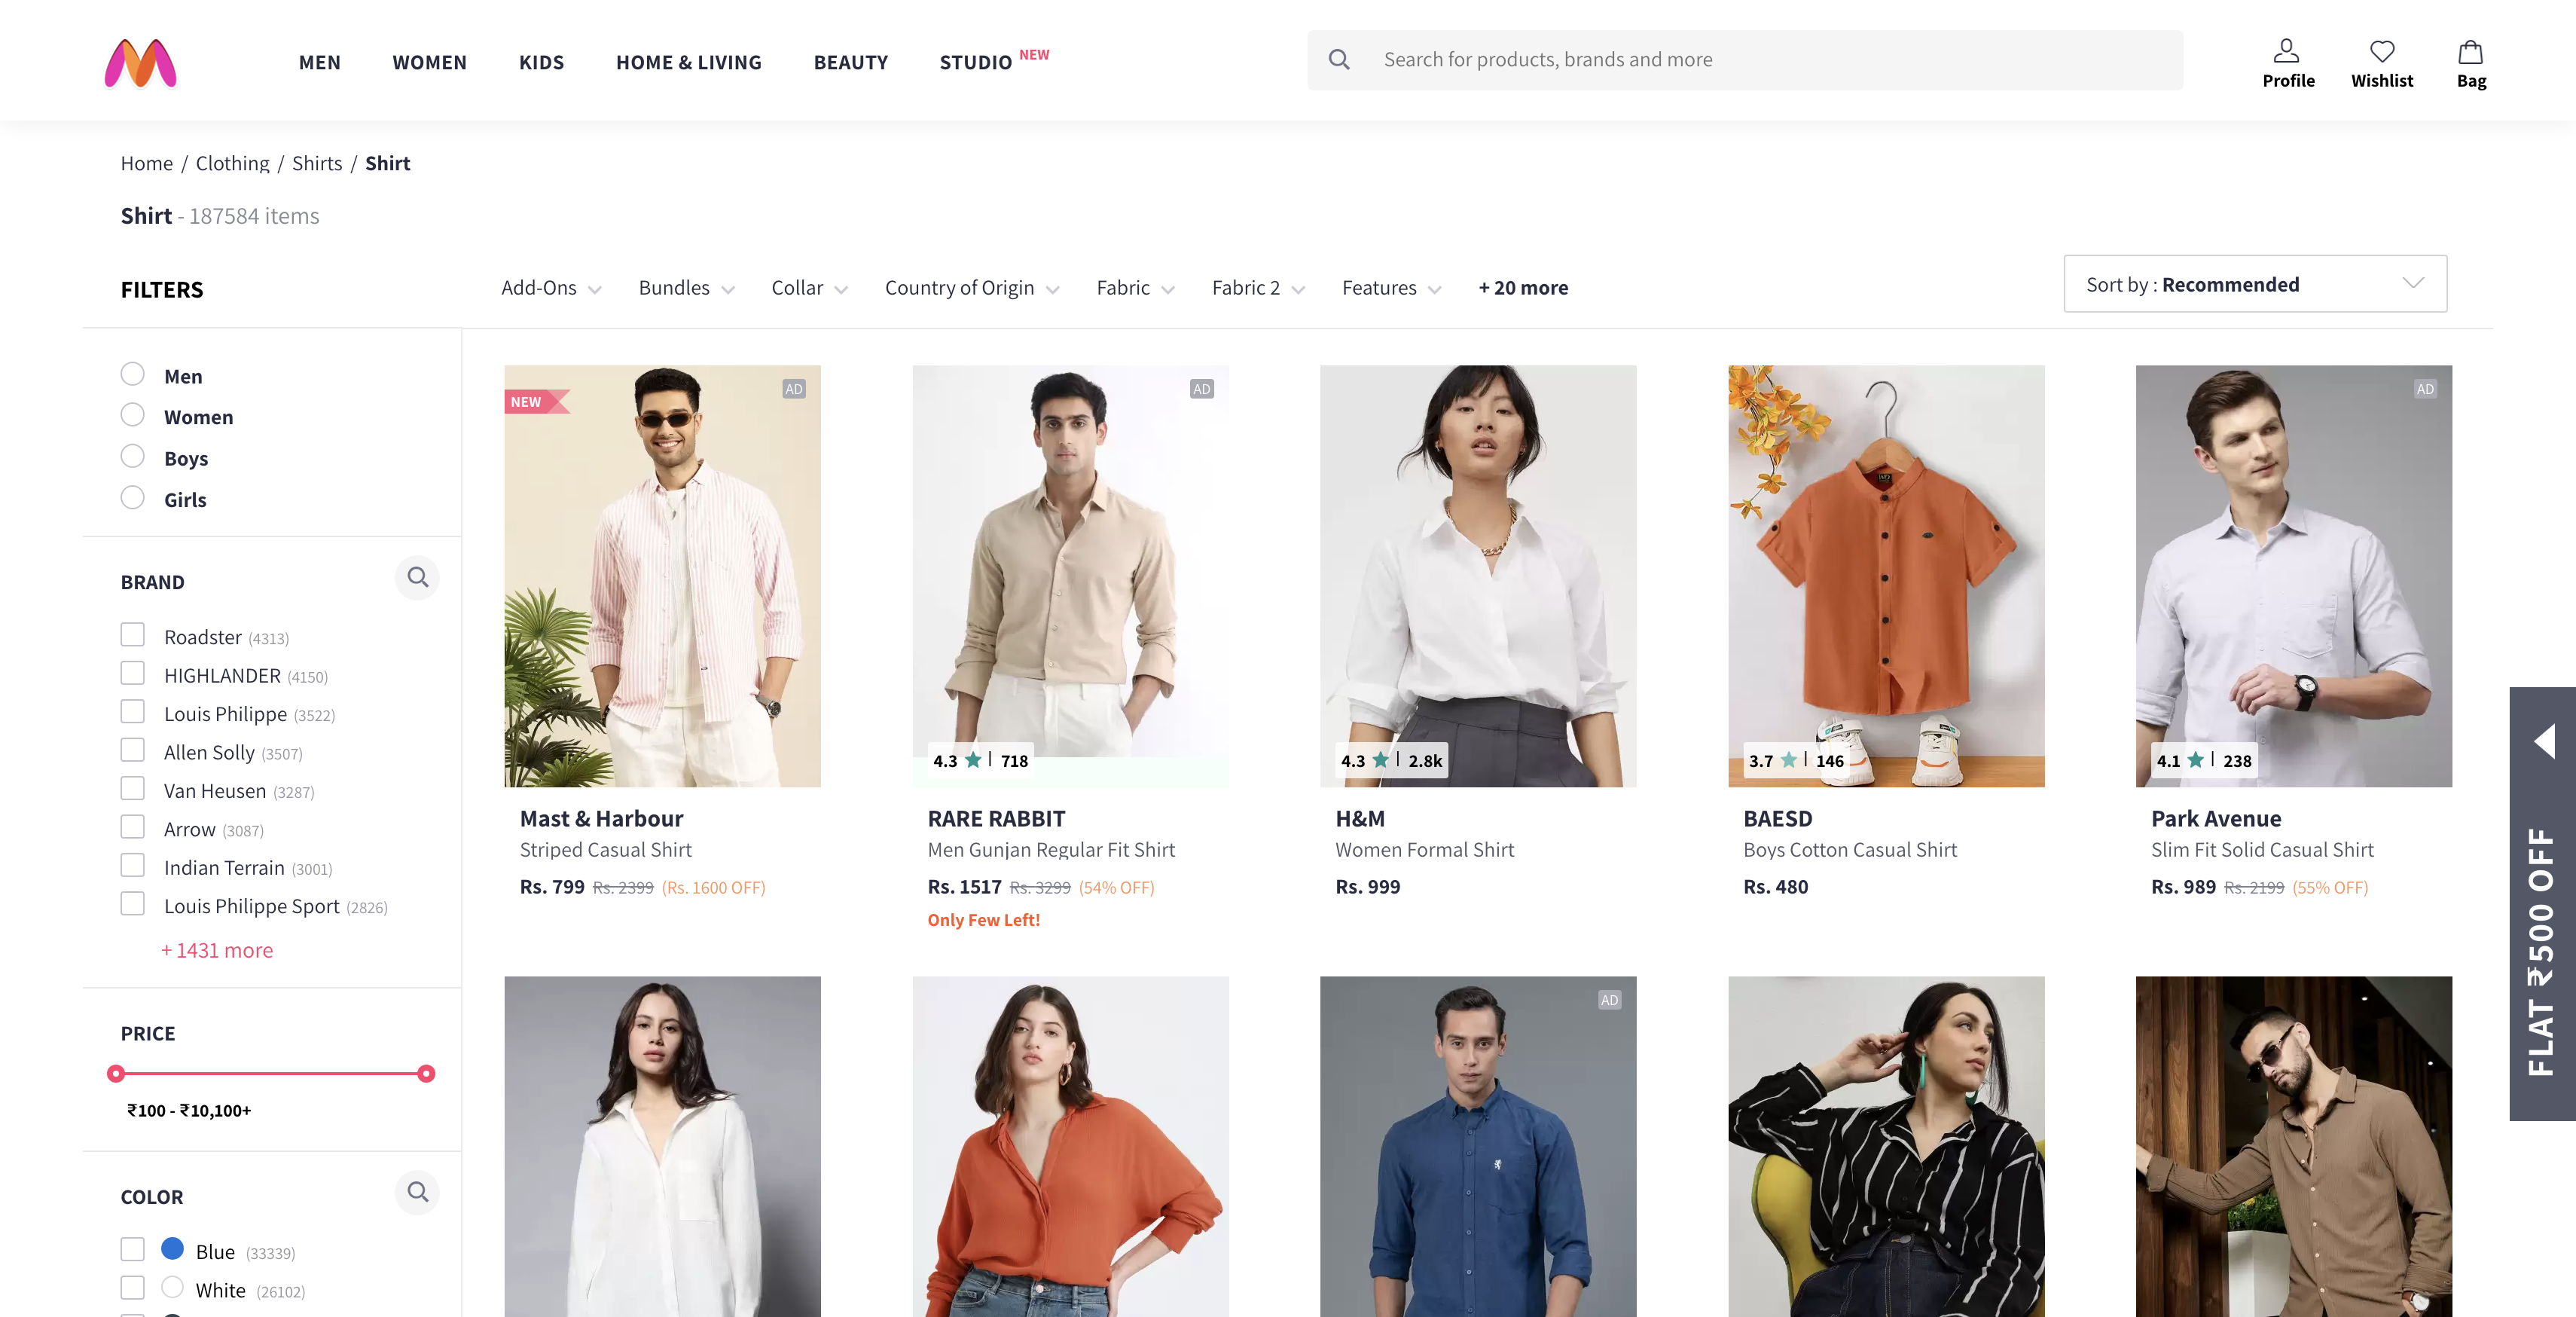 MEN WOMEN KIDS HOME & LIVING BEAUTY STUDIO NEW
Search for products, brands and more
Profile Wishlist Bag
Home / Clothing / Shirts / Shirt
Shirt - 187584 items
FILTERS
Add-Ons Bundles Collar Country of Origin Fabric Fabric 2 Features + 20 more
Sort by : Recommended
Men
Women
Boys
Girls
BRAND
Roadster (4313)
HIGHLANDER (4150)
Louis Philippe (3522)
Allen Solly (3507)
Van Heusen (3287)
Arrow (3087)
Indian Terrain (3001)
Louis Philippe Sport (2826)
+ 1431 more
PRICE
₹100 - ₹10,100+
COLOR
Blue (33339)
White (26102)
NEW
AD
Mast & Harbour
Striped Casual Shirt
Rs. 799 Rs. 2399 (Rs. 1600 OFF)
AD
4.3 | 718
RARE RABBIT
Men Gunjan Regular Fit Shirt
Rs. 1517 Rs. 3299 (54% OFF)
Only Few Left!
4.3 | 2.8k
H&M
Women Formal Shirt
Rs. 999
3.7 | 146
BAESD
Boys Cotton Casual Shirt
Rs. 480
AD
4.1 | 238
Park Avenue
Slim Fit Solid Casual Shirt
Rs. 989 Rs. 2199 (55% OFF)
AD
FLAT ₹500 OFF